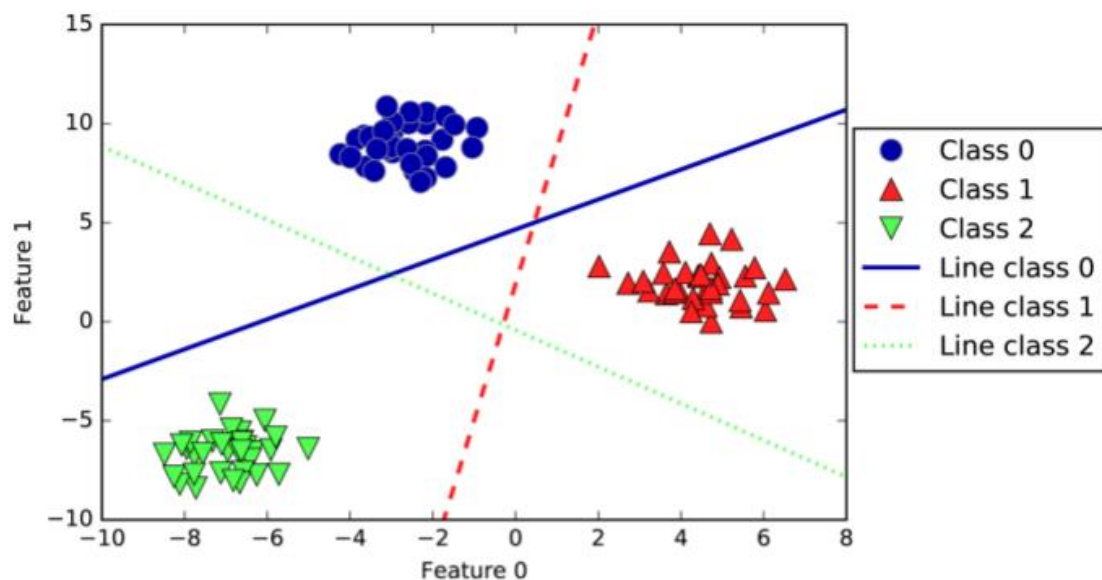 15
10
5
0
−5
−10
Feature 1
−10 −8 −6 −4 −2 0 2 4 6 8
Feature 0
Class 0
Class 1
Class 2
Line class 0
Line class 1
Line class 2